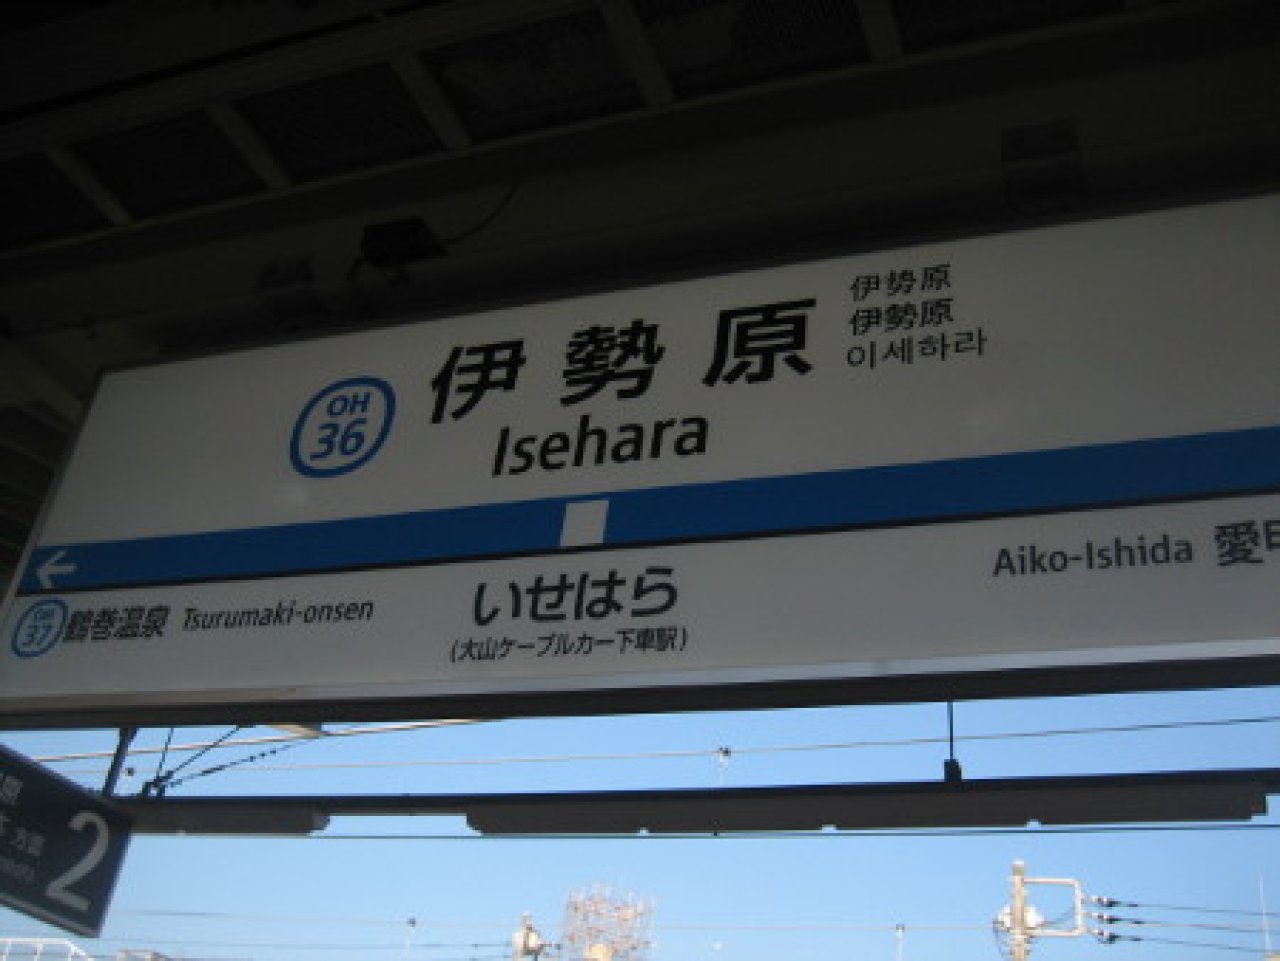 OH
36
伊勢原
Isehara
伊势原
伊勢原
이세하라
OH
37
鶴巻温泉 Tsurumaki-onsen
いせはら
(大山ケーブルカー下車駅)
Aiko-Ishida 愛
2